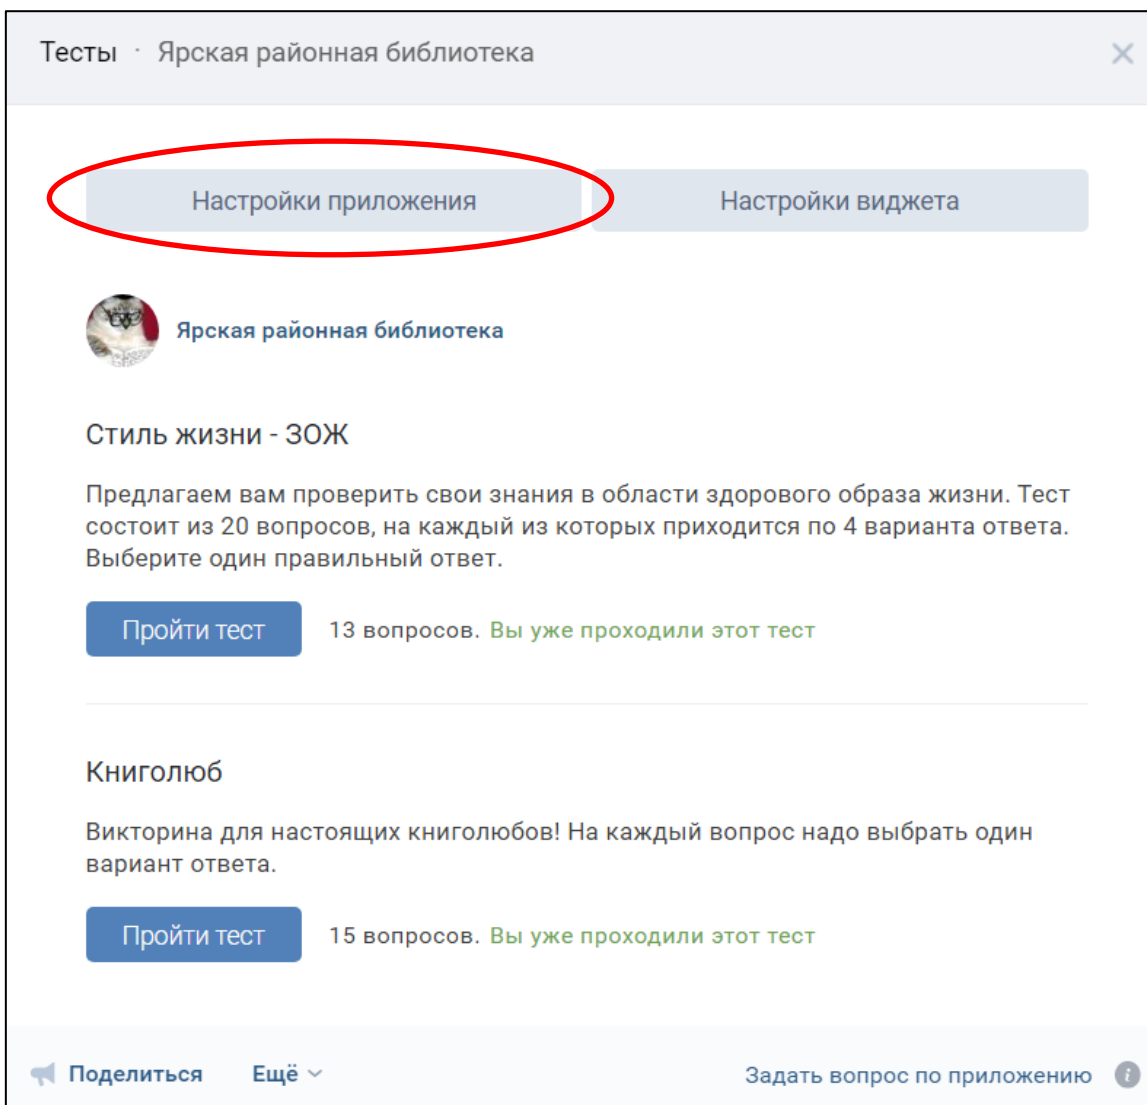 Тесты · Ярская районная библиотека
Настройки приложения
Настройки виджета
Ярская районная библиотека
Стиль жизни - ЗОЖ
Предлагаем вам проверить свои знания в области здорового образа жизни. Тест
состоит из 20 вопросов, на каждый из которых приходится по 4 варианта ответа.
Выберите один правильный ответ.
Пройти тест
13 вопросов. Вы уже проходили этот тест
Книголюб
Викторина для настоящих книголюбов! На каждый вопрос надо выбрать один
вариант ответа.
Пройти тест
15 вопросов. Вы уже проходили этот тест
Поделиться
Ещё
Задать вопрос по приложению